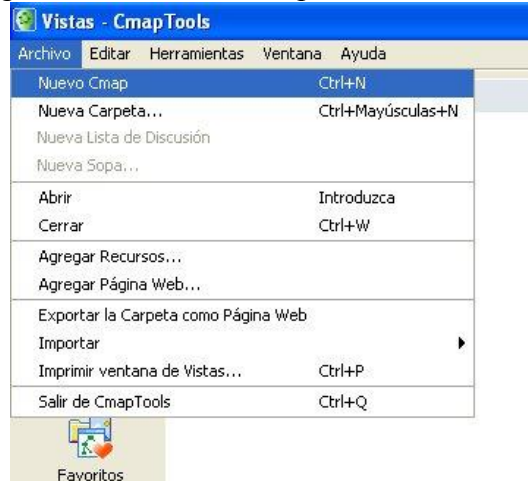 Vistas - CmapTools
Archivo Editar Herramientas Ventana Ayuda
Nuevo Cmap Ctrl+N
Nueva Carpeta... Ctrl+Mayúsculas+N
Nueva Lista de Discusión
Nueva Sopa...
Abrir Introduzca
Cerrar Ctrl+W
Agregar Recursos...
Agregar Página Web...
Exportar la Carpeta como Página Web
Importar
Imprimir ventana de Vistas... Ctrl+P
Salir de CmapTools Ctrl+Q
Favoritos